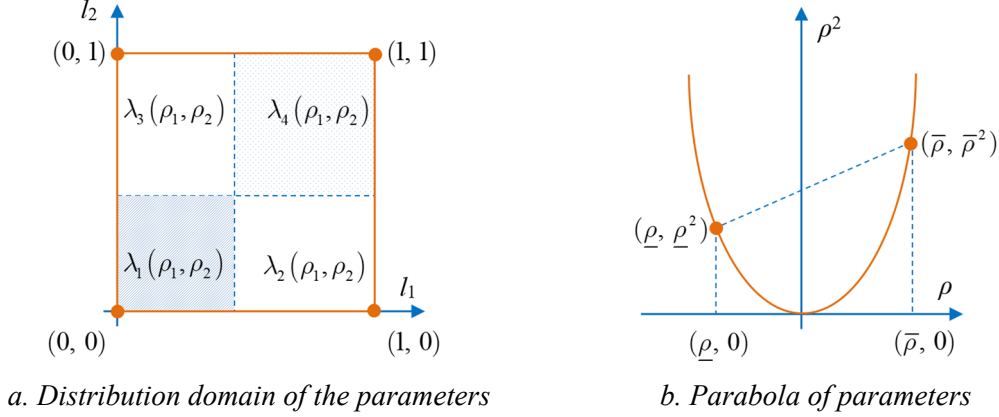 l₂
(0, 1)
(1, 1)
λ₃(ρ₁, ρ₂)
λ₄(ρ₁, ρ₂)
λ₁(ρ₁, ρ₂)
λ₂(ρ₁, ρ₂)
l₁
(0, 0)
(1, 0)
a. Distribution domain of the parameters
ρ²
(ρ̅, ρ̅²)
(ρ̲, ρ̲²)
ρ
(ρ̲, 0)
(ρ̅, 0)
b. Parabola of parameters